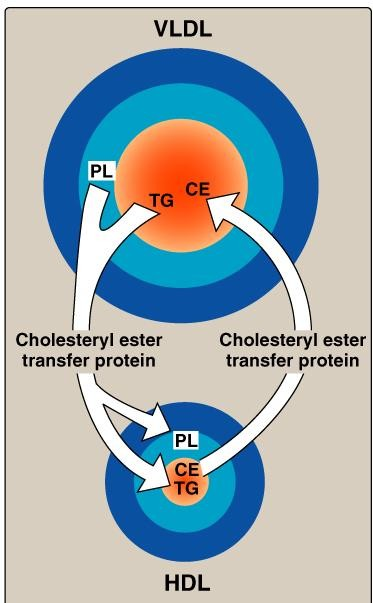 VLDL
PL
TG CE
Cholesteryl ester
transfer protein
Cholesteryl ester
transfer protein
PL
CE
TG
HDL